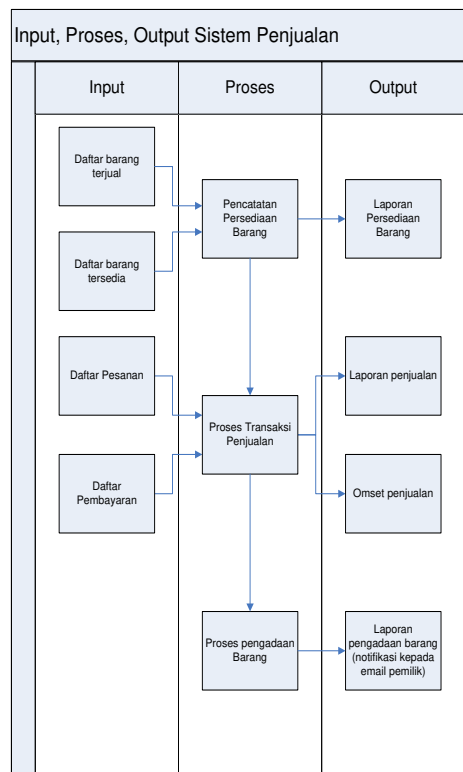 Input, Proses, Output Sistem Penjualan
Input
Proses
Output
Daftar barang
terjual
Pencatatan
Persediaan
Barang
Laporan
Persediaan
Barang
Daftar barang
tersedia
Daftar Pesanan
Laporan penjualan
Proses Transaksi
Penjualan
Daftar
Pembayaran
Omset penjualan
Proses pengadaan
Barang
Laporan
pengadaan barang
(notifikasi kepada
email pemilik)